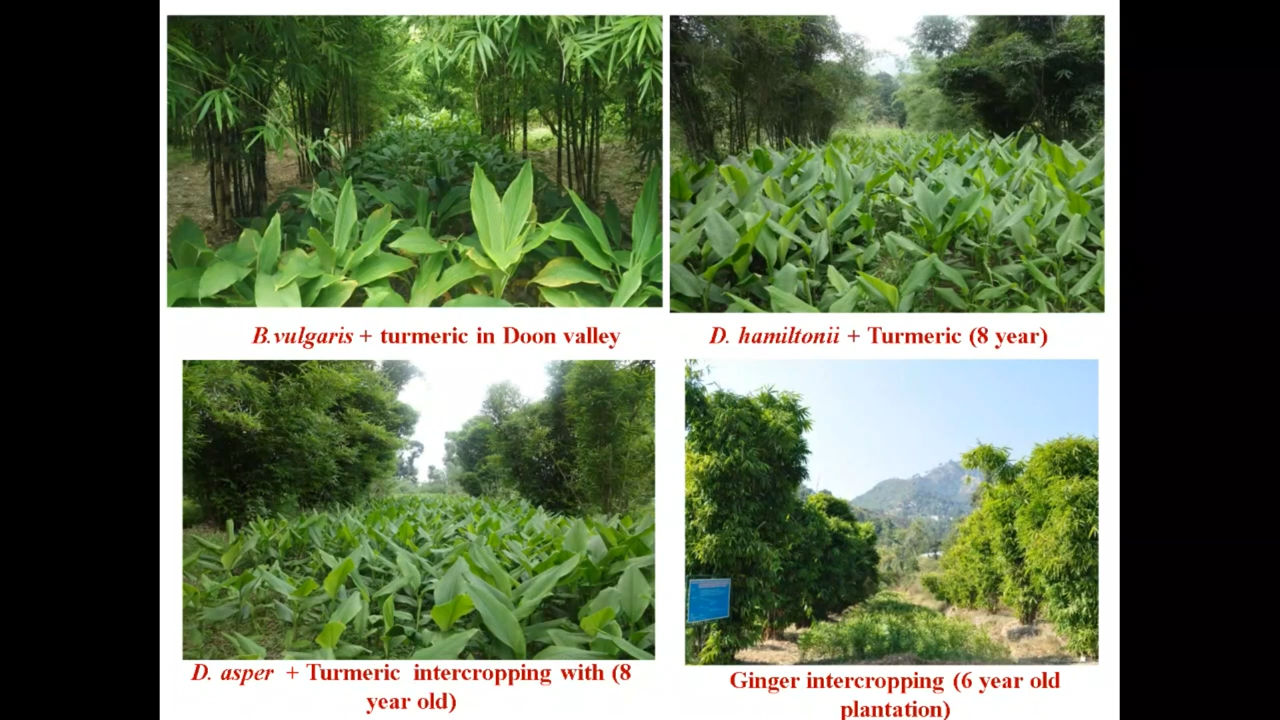 B.vulgaris + turmeric in Doon valley
D. hamiltonii + Turmeric (8 year)
D. asper + Turmeric intercropping with (8
year old)
Ginger intercropping (6 year old
plantation)